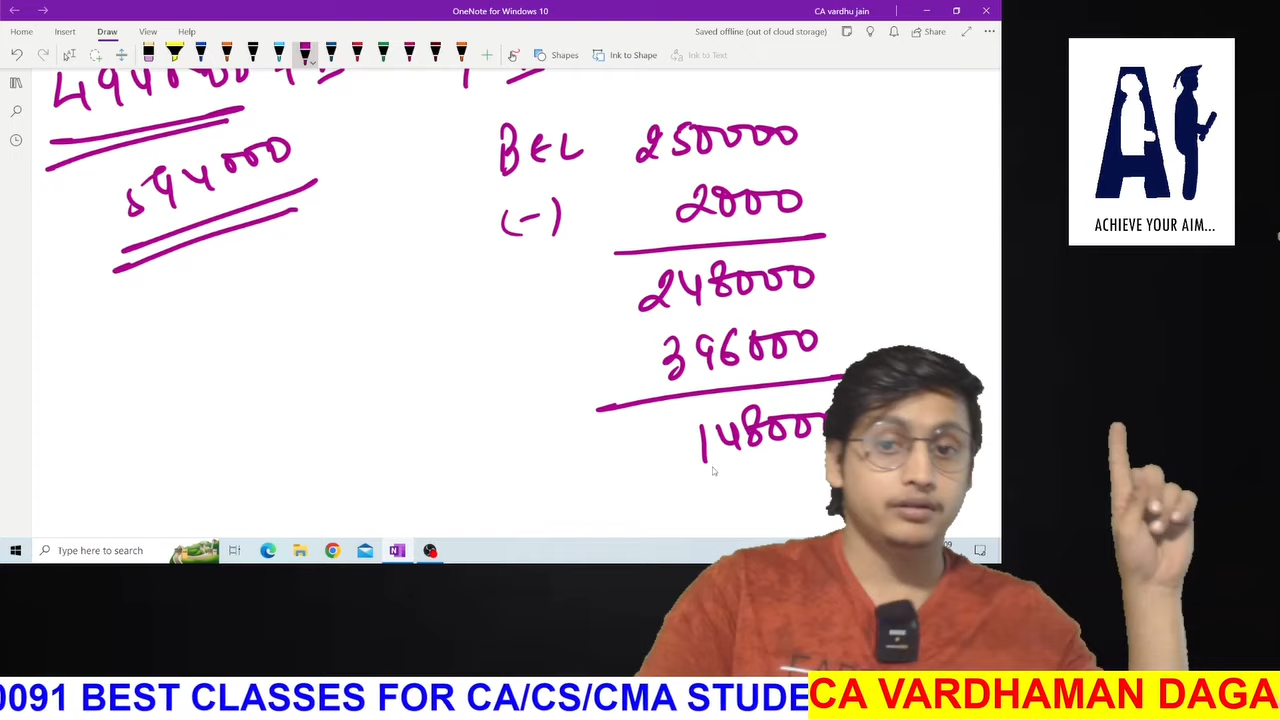 OneNote for Windows 10
CA vardhu jain
Home
Insert
Draw
View
Help
Saved offline (out of cloud storage)
Share
Shapes
Ink to Shape
Ink to Text
594000
BEL 250000
(-) 2000
248000
396000
14800
ACHIEVE YOUR AIM...
Type here to search
0091 BEST CLASSES FOR CA/CS/CMA STUDE
CA VARDHAMAN DAGA